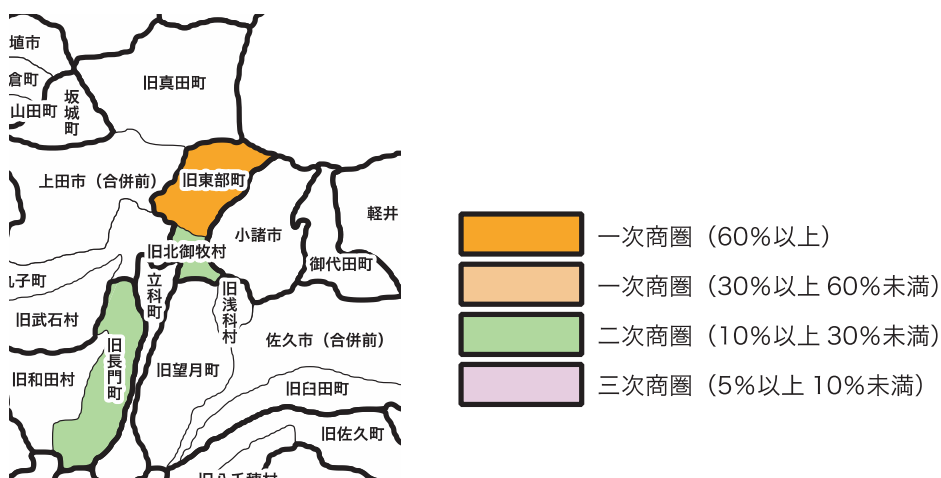 埴市
倉町
山田町
坂城町
旧真田町
上田市（合併前）
旧東部町
軽井
小諸市
旧北御牧村
御代田町
子町
立科町
旧浅科村
旧武石村
佐久市（合併前）
旧長門町
旧望月町
旧和田村
旧臼田町
旧佐久町
旧八千穂村
一次商圏（60％以上）
一次商圏（30％以上 60％未満）
二次商圏（10％以上 30％未満）
三次商圏（5％以上 10％未満）